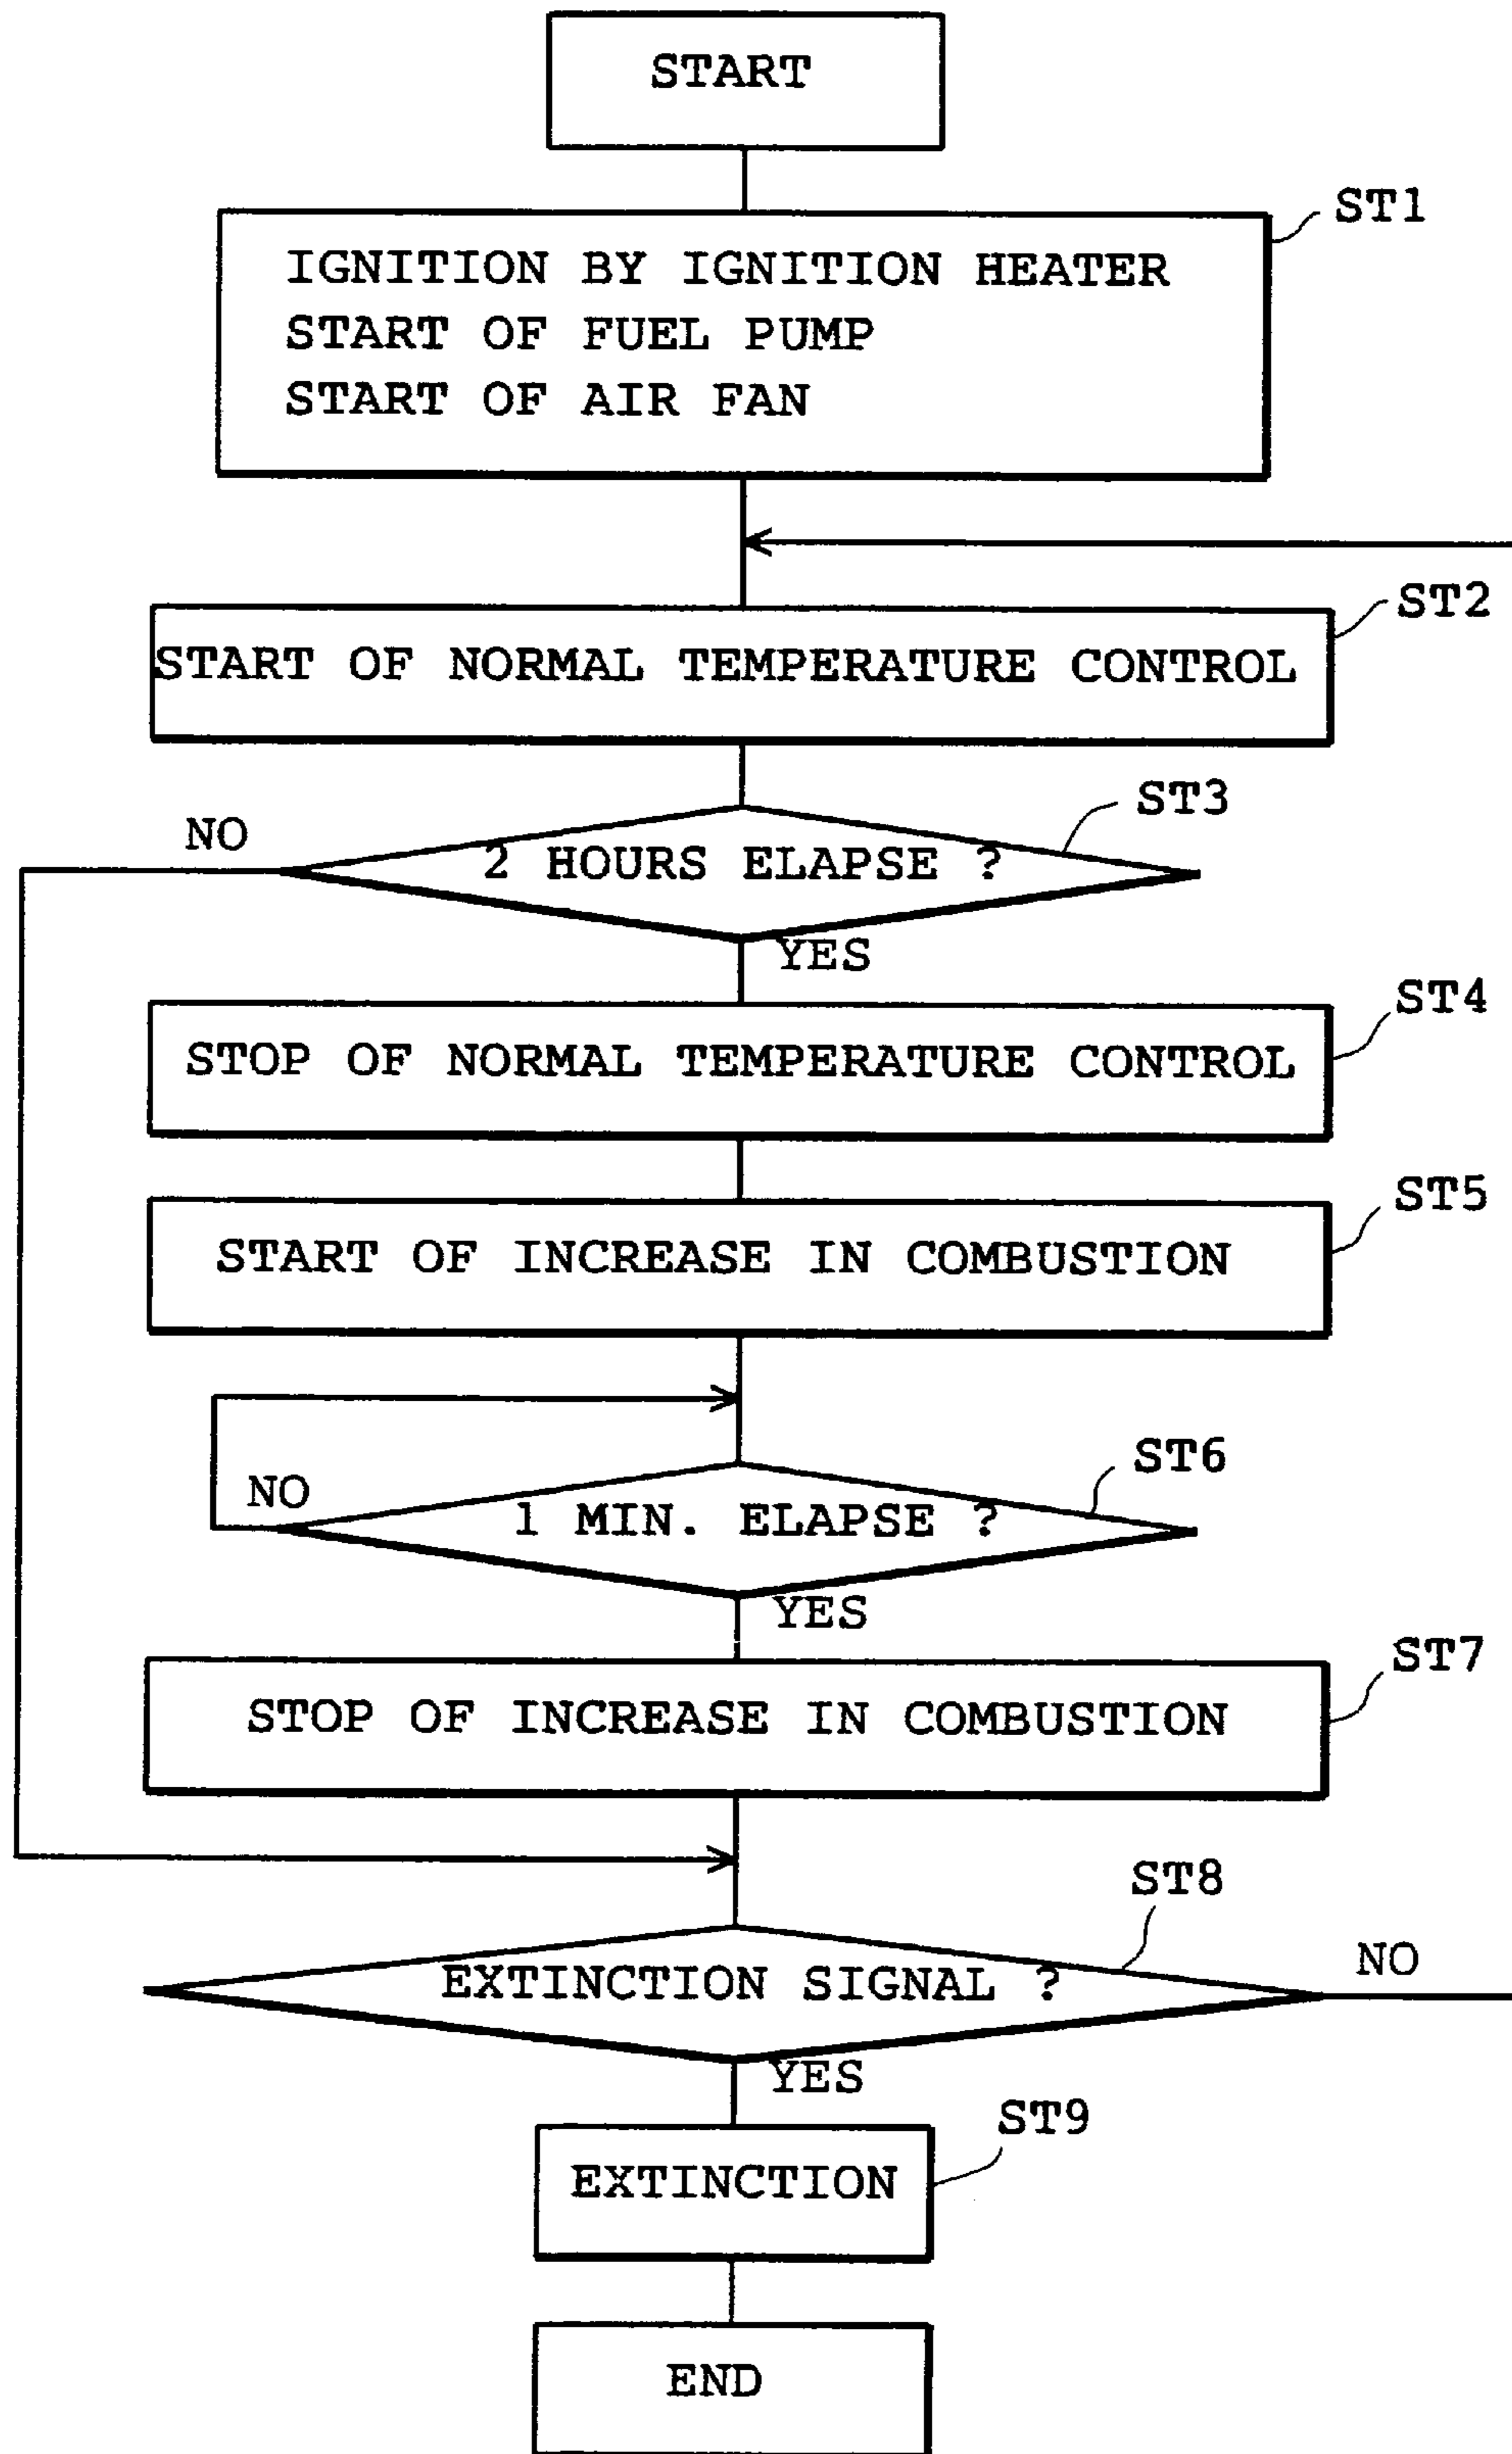 START
ST1
IGNITION BY IGNITION HEATER
START OF FUEL PUMP
START OF AIR FAN
ST2
START OF NORMAL TEMPERATURE CONTROL
ST3
NO
2 HOURS ELAPSE ?
YES
ST4
STOP OF NORMAL TEMPERATURE CONTROL
ST5
START OF INCREASE IN COMBUSTION
ST6
NO
1 MIN. ELAPSE ?
YES
ST7
STOP OF INCREASE IN COMBUSTION
ST8
NO
EXTINCTION SIGNAL ?
YES
ST9
EXTINCTION
END